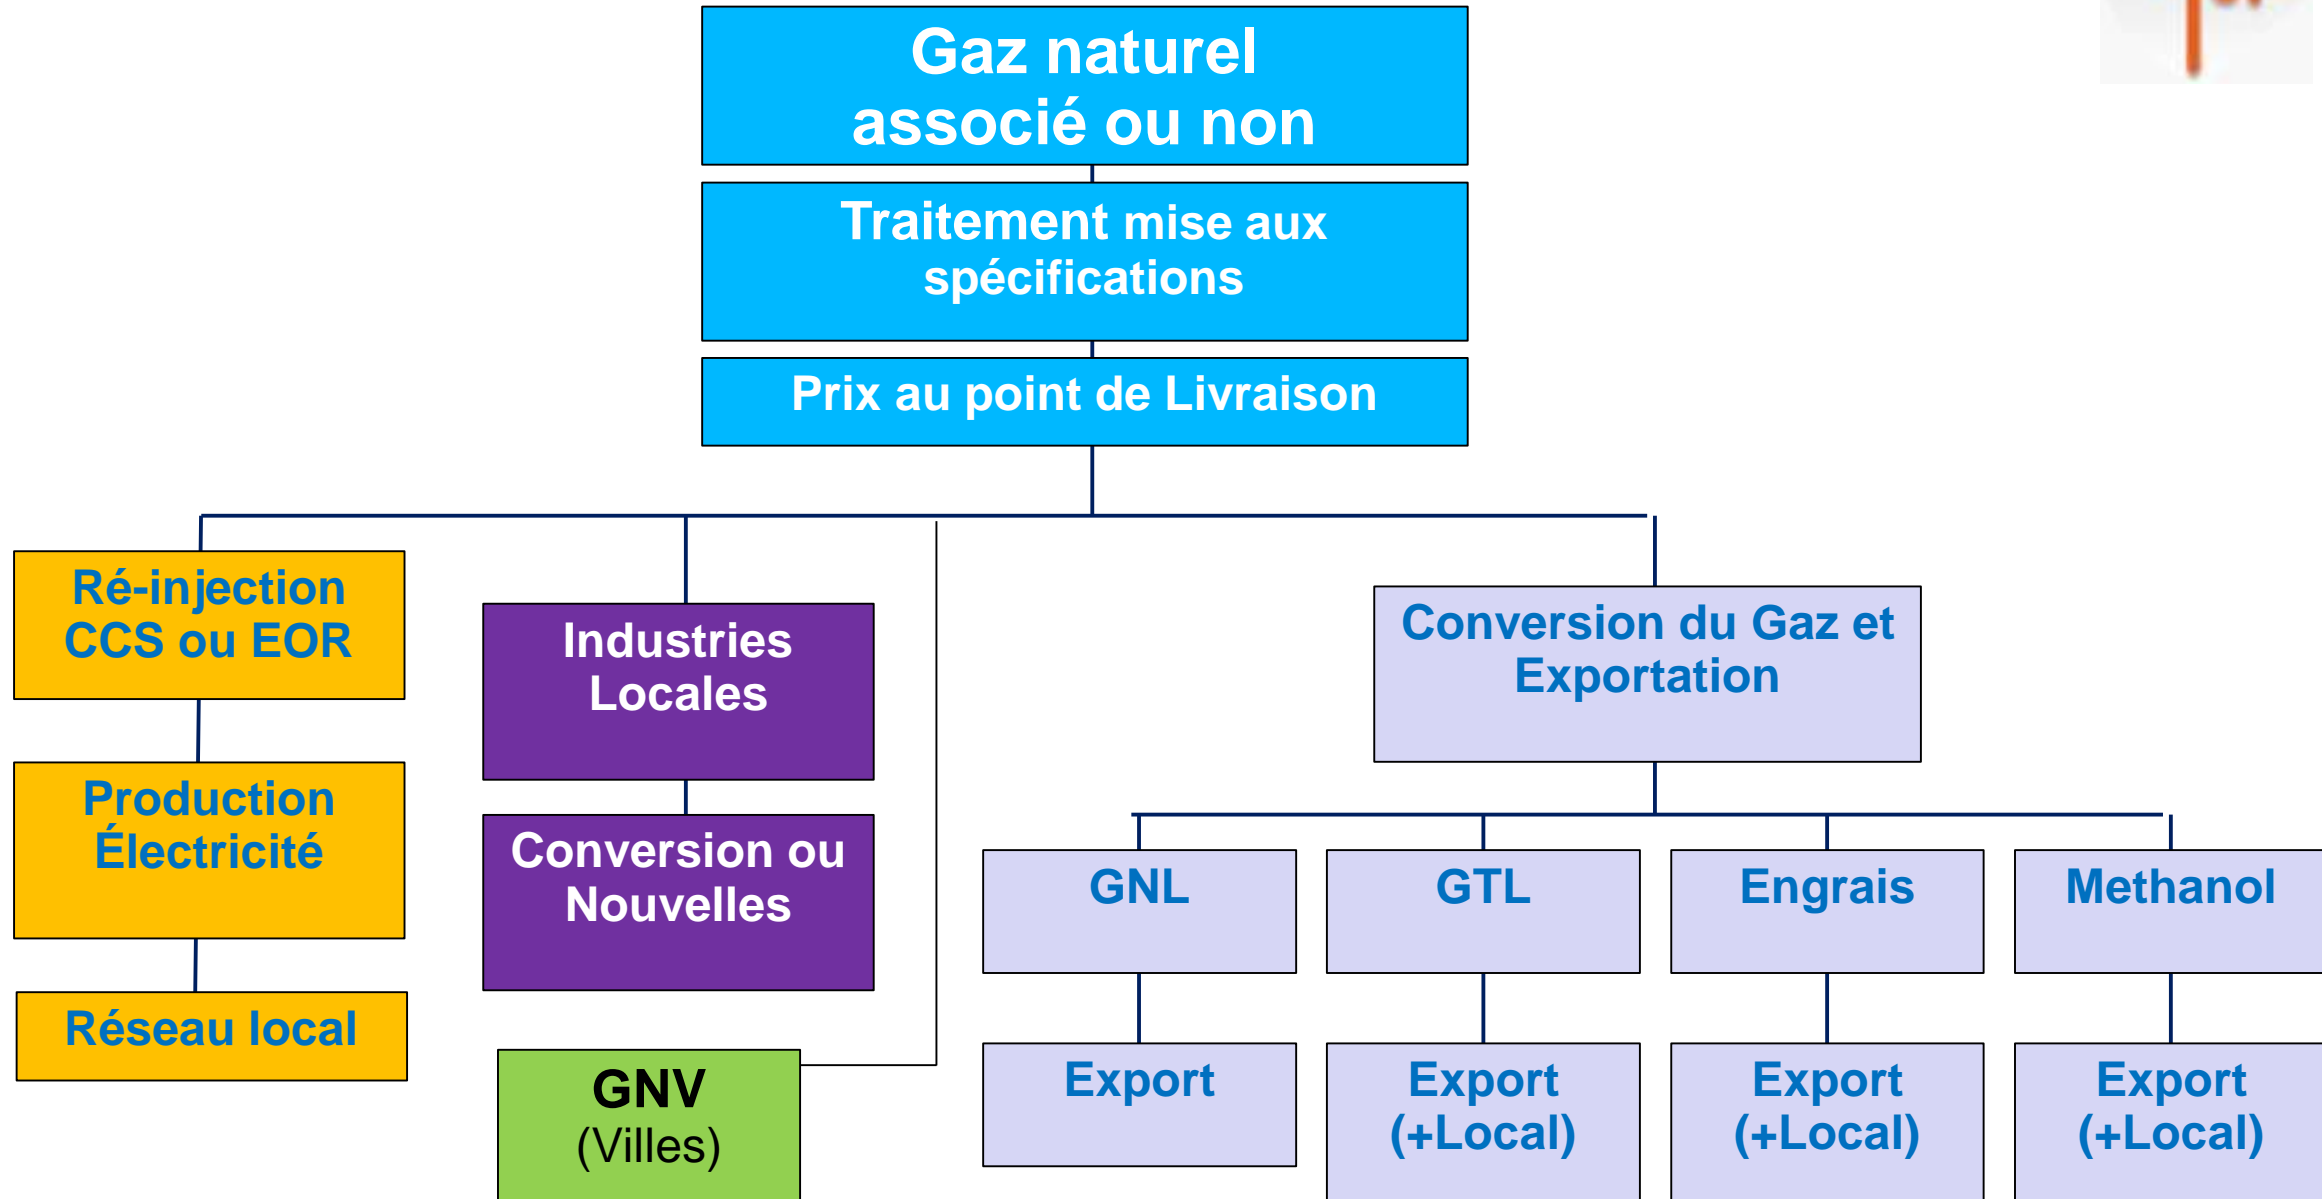 Gaz naturel
associé ou non
Traitement mise aux
spécifications
Prix au point de Livraison
Ré-injection
CCS ou EOR
Production
Électricité
Réseau local
Industries
Locales
Conversion ou
Nouvelles
GNV
(Villes)
Conversion du Gaz et
Exportation
GNL
GTL
Engrais
Methanol
Export
Export
(+Local)
Export
(+Local)
Export
(+Local)